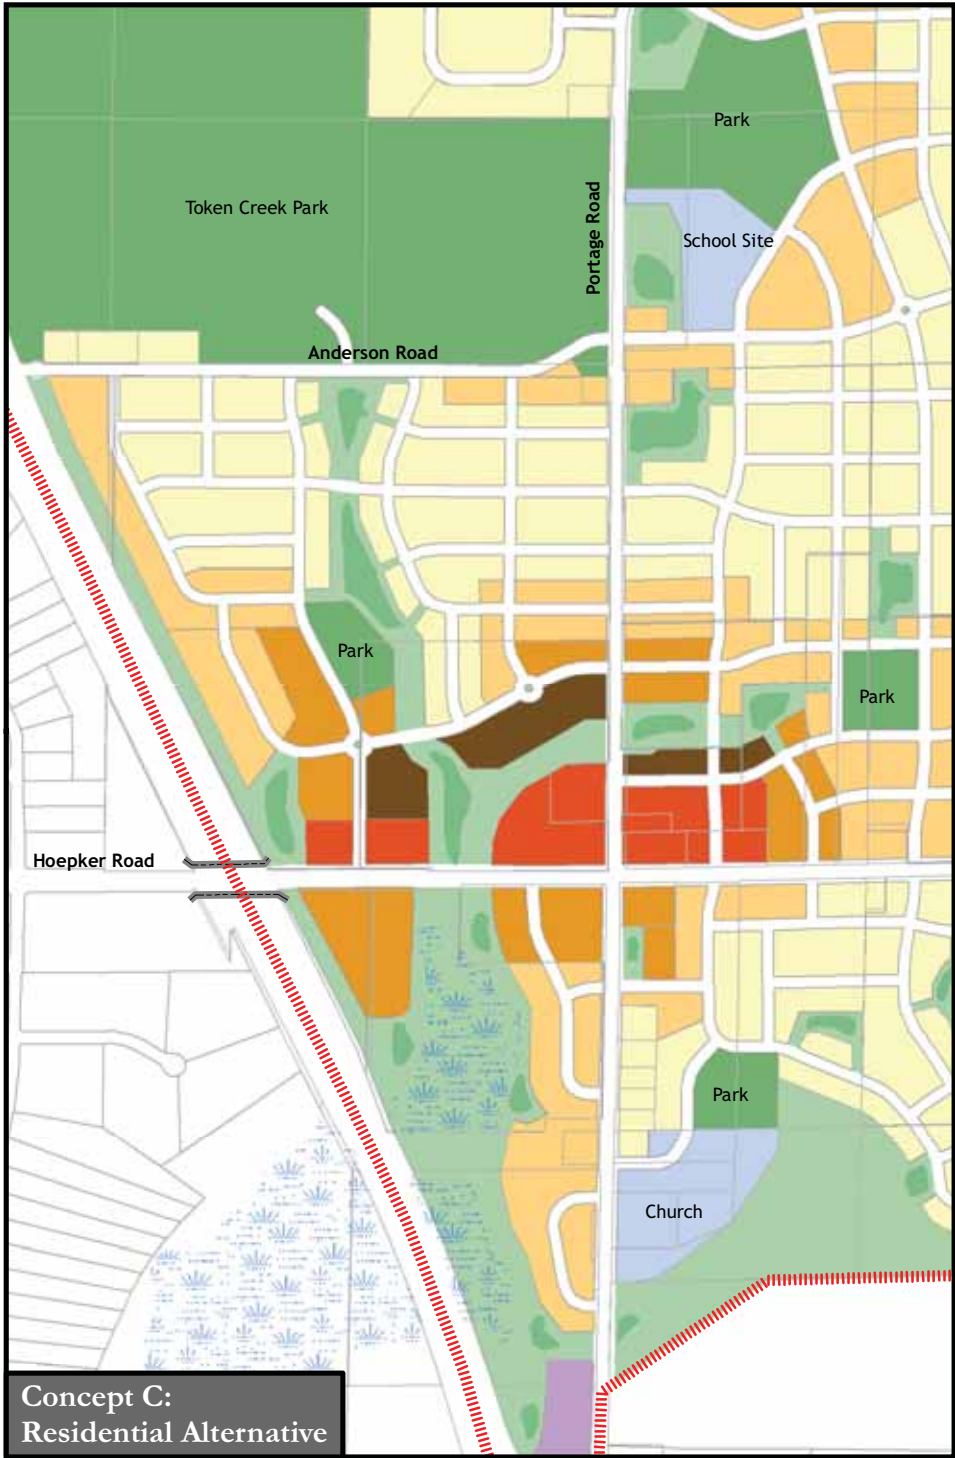 Park
Token Creek Park
Portage Road
School Site
Anderson Road
Park
Park
Hoepker Road
Park
Church
Concept C:
Residential Alternative